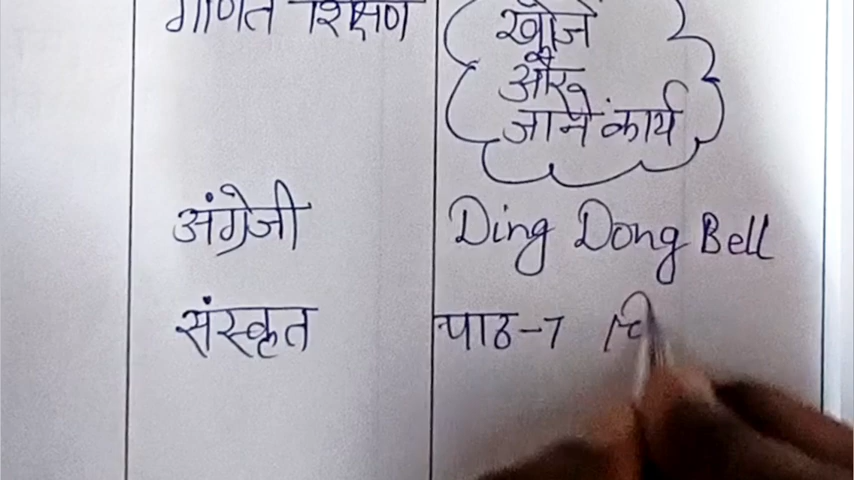 गणित शिक्षण
खोजें
और
जाने कार्य
अंग्रेजी Ding Dong Bell
संस्कृत पाठ-7